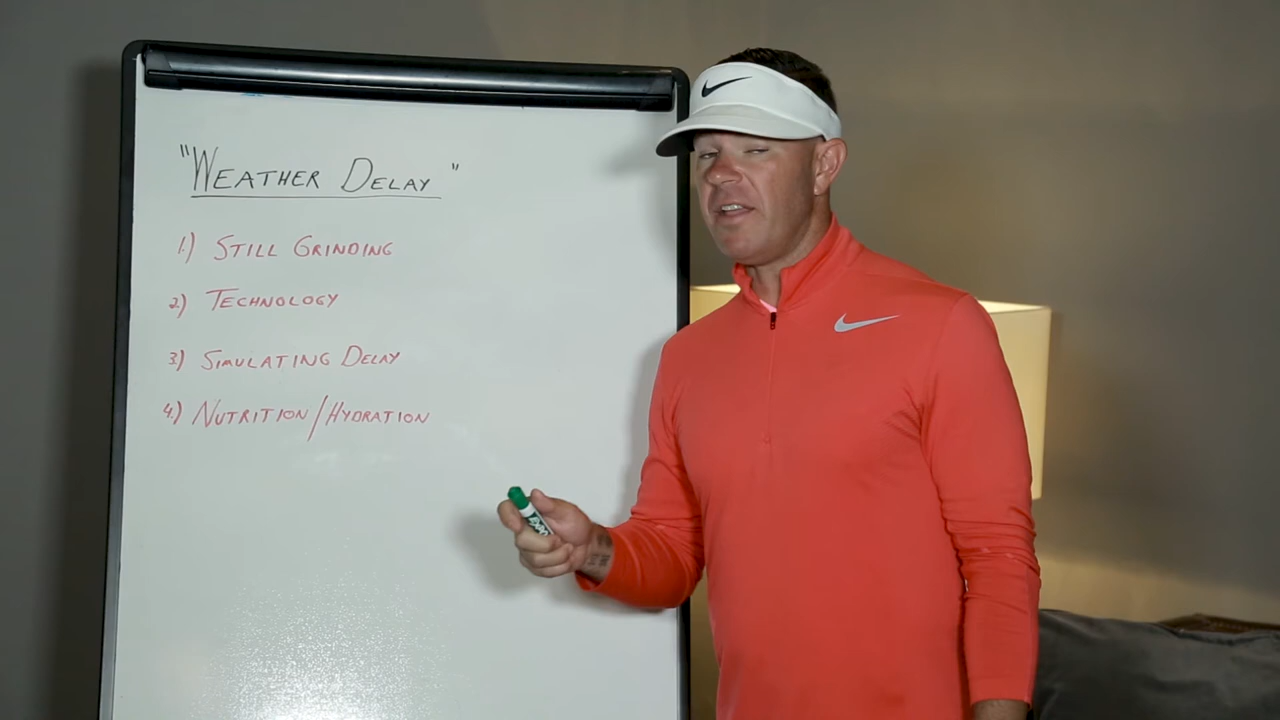 "WEATHER DELAY"
1.) STILL GRINDING
2) TECHNOLOGY
3) SIMULATING DELAY
4.) NUTRITION/HYDRATION